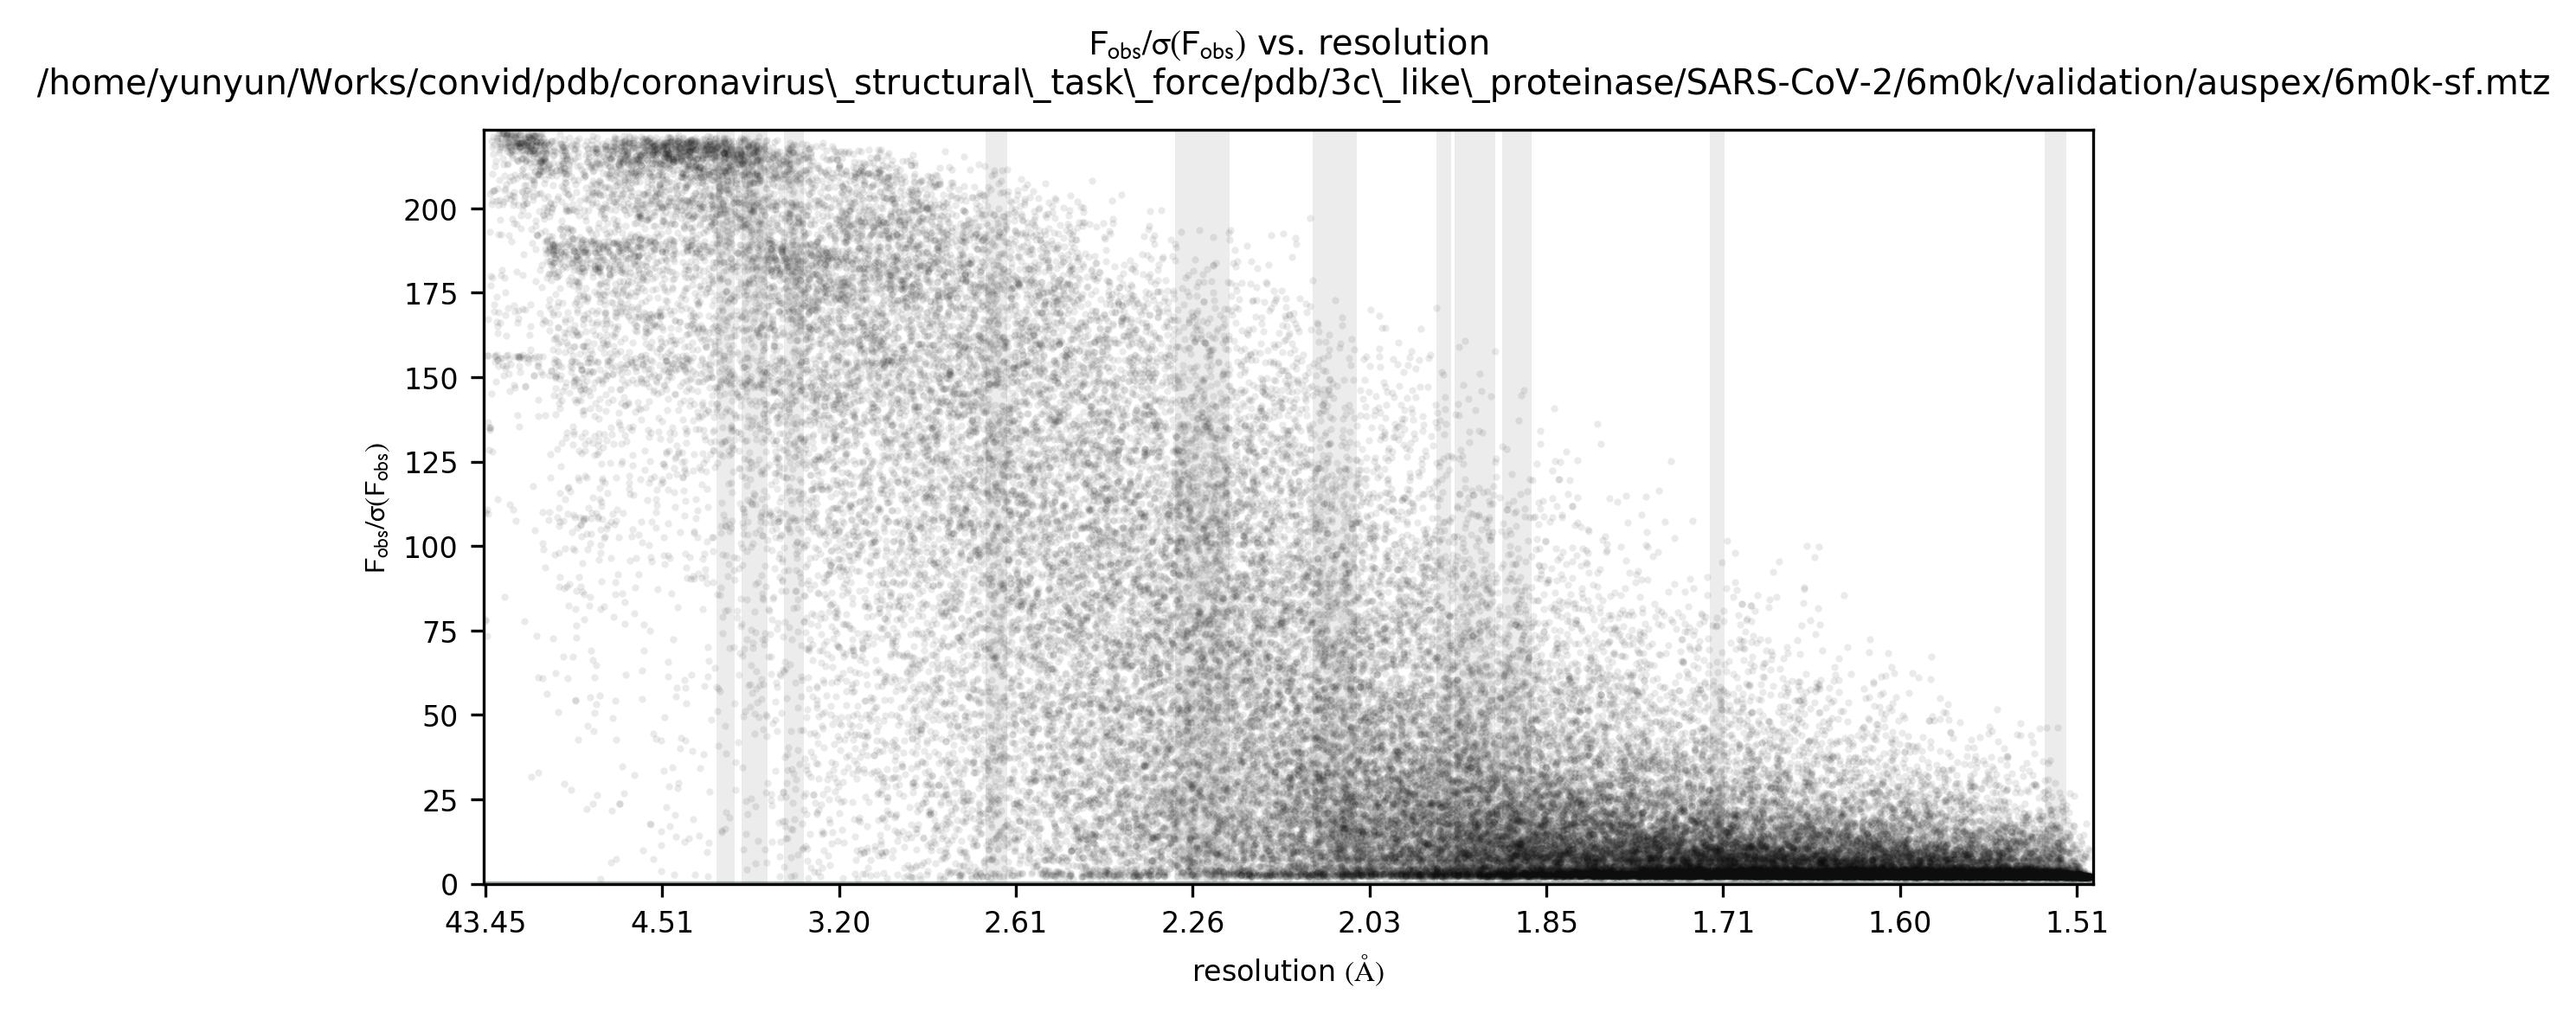 Fobs/σ(Fobs) vs. resolution
/home/yunyun/Works/convid/pdb/coronavirus\_structural\_task\_force/pdb/3c\_like\_proteinase/SARS-CoV-2/6m0k/validation/auspex/6m0k-sf.mtz
Fobs/σ(Fobs)
200
175
150
125
100
75
50
25
0
43.45 4.51 3.20 2.61 2.26 2.03 1.85 1.71 1.60 1.51
resolution (Å)